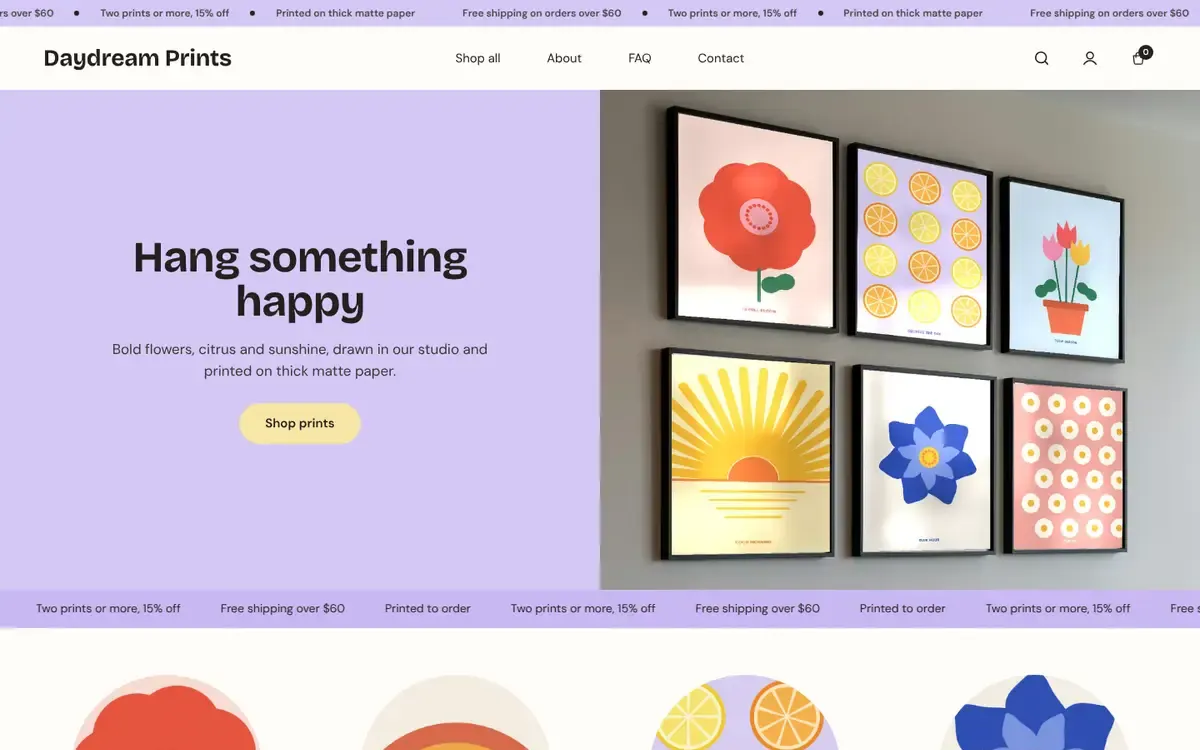 rs over $60 • Two prints or more, 15% off • Printed on thick matte paper Free shipping on orders over $60 • Two prints or more, 15% off • Printed on thick matte paper Free shipping on orders over $60
Daydream Prints
Shop all About FAQ Contact
0
Hang something
happy
Bold flowers, citrus and sunshine, drawn in our studio and
printed on thick matte paper.
Shop prints
Two prints or more, 15% off Free shipping over $60 Printed to order Two prints or more, 15% off Free shipping over $60 Printed to order Two prints or more, 15% off Free s